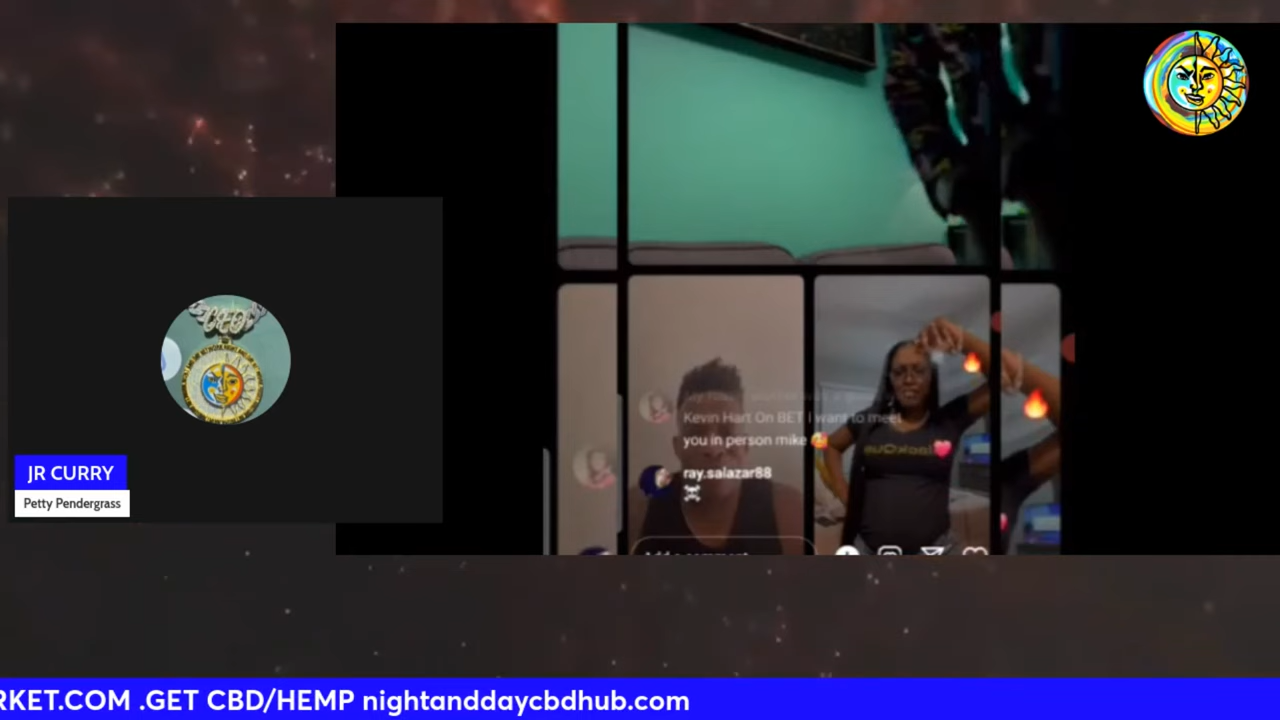 CEO
Kevin Hart On BET I want to meet
you in person mike
ray.salazar88
JR CURRY
Petty Pendergrass
RKET.COM .GET CBD/HEMP nightanddaycbdhub.com